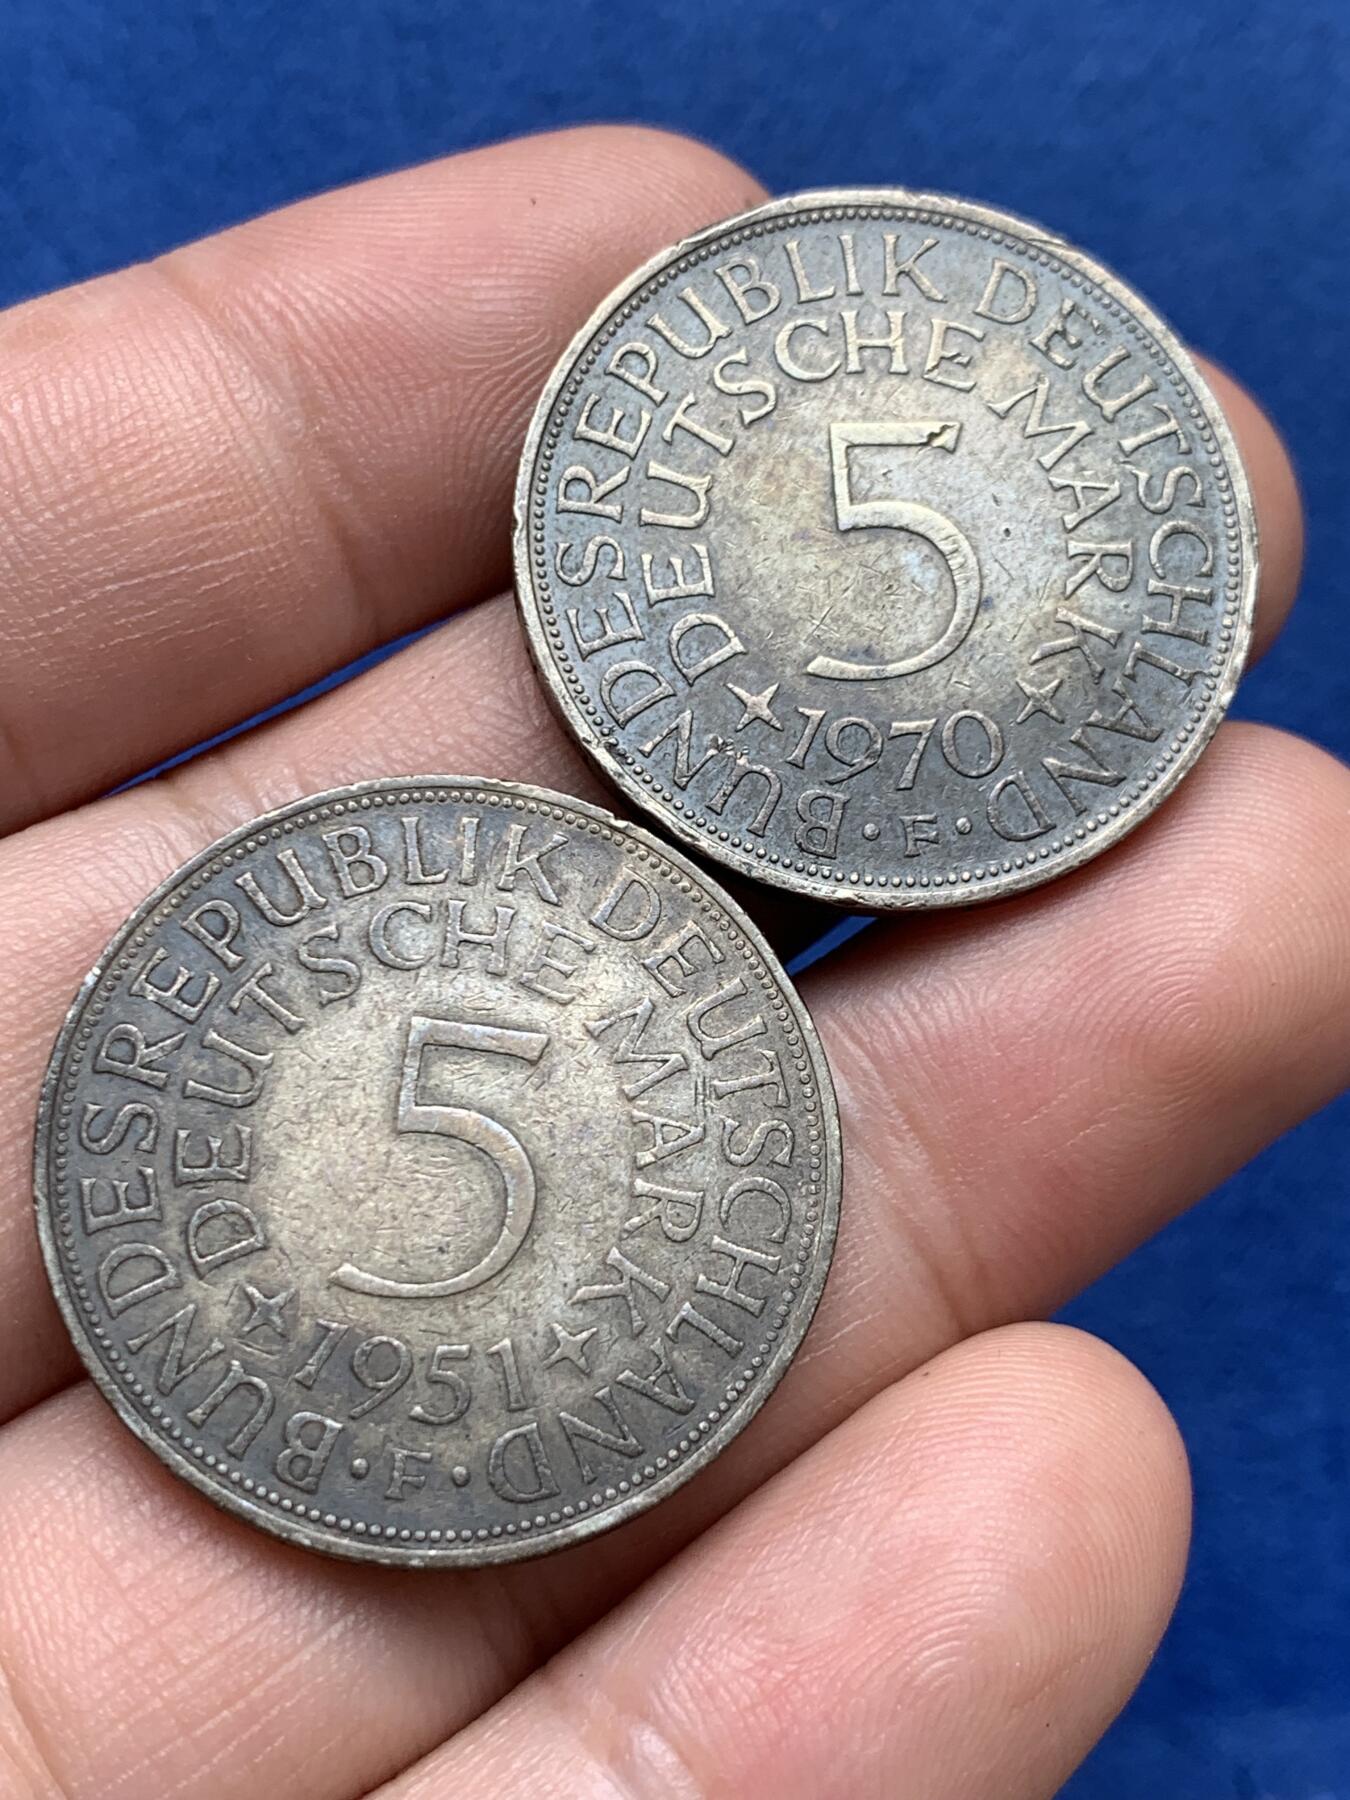 BUNDESREPUBLIK DEUTSCHLAND
DEUTSCHE MARK
5
1970
· F ·
BUNDESREPUBLIK DEUTSCHLAND
DEUTSCHE MARK
5
1951
· F ·